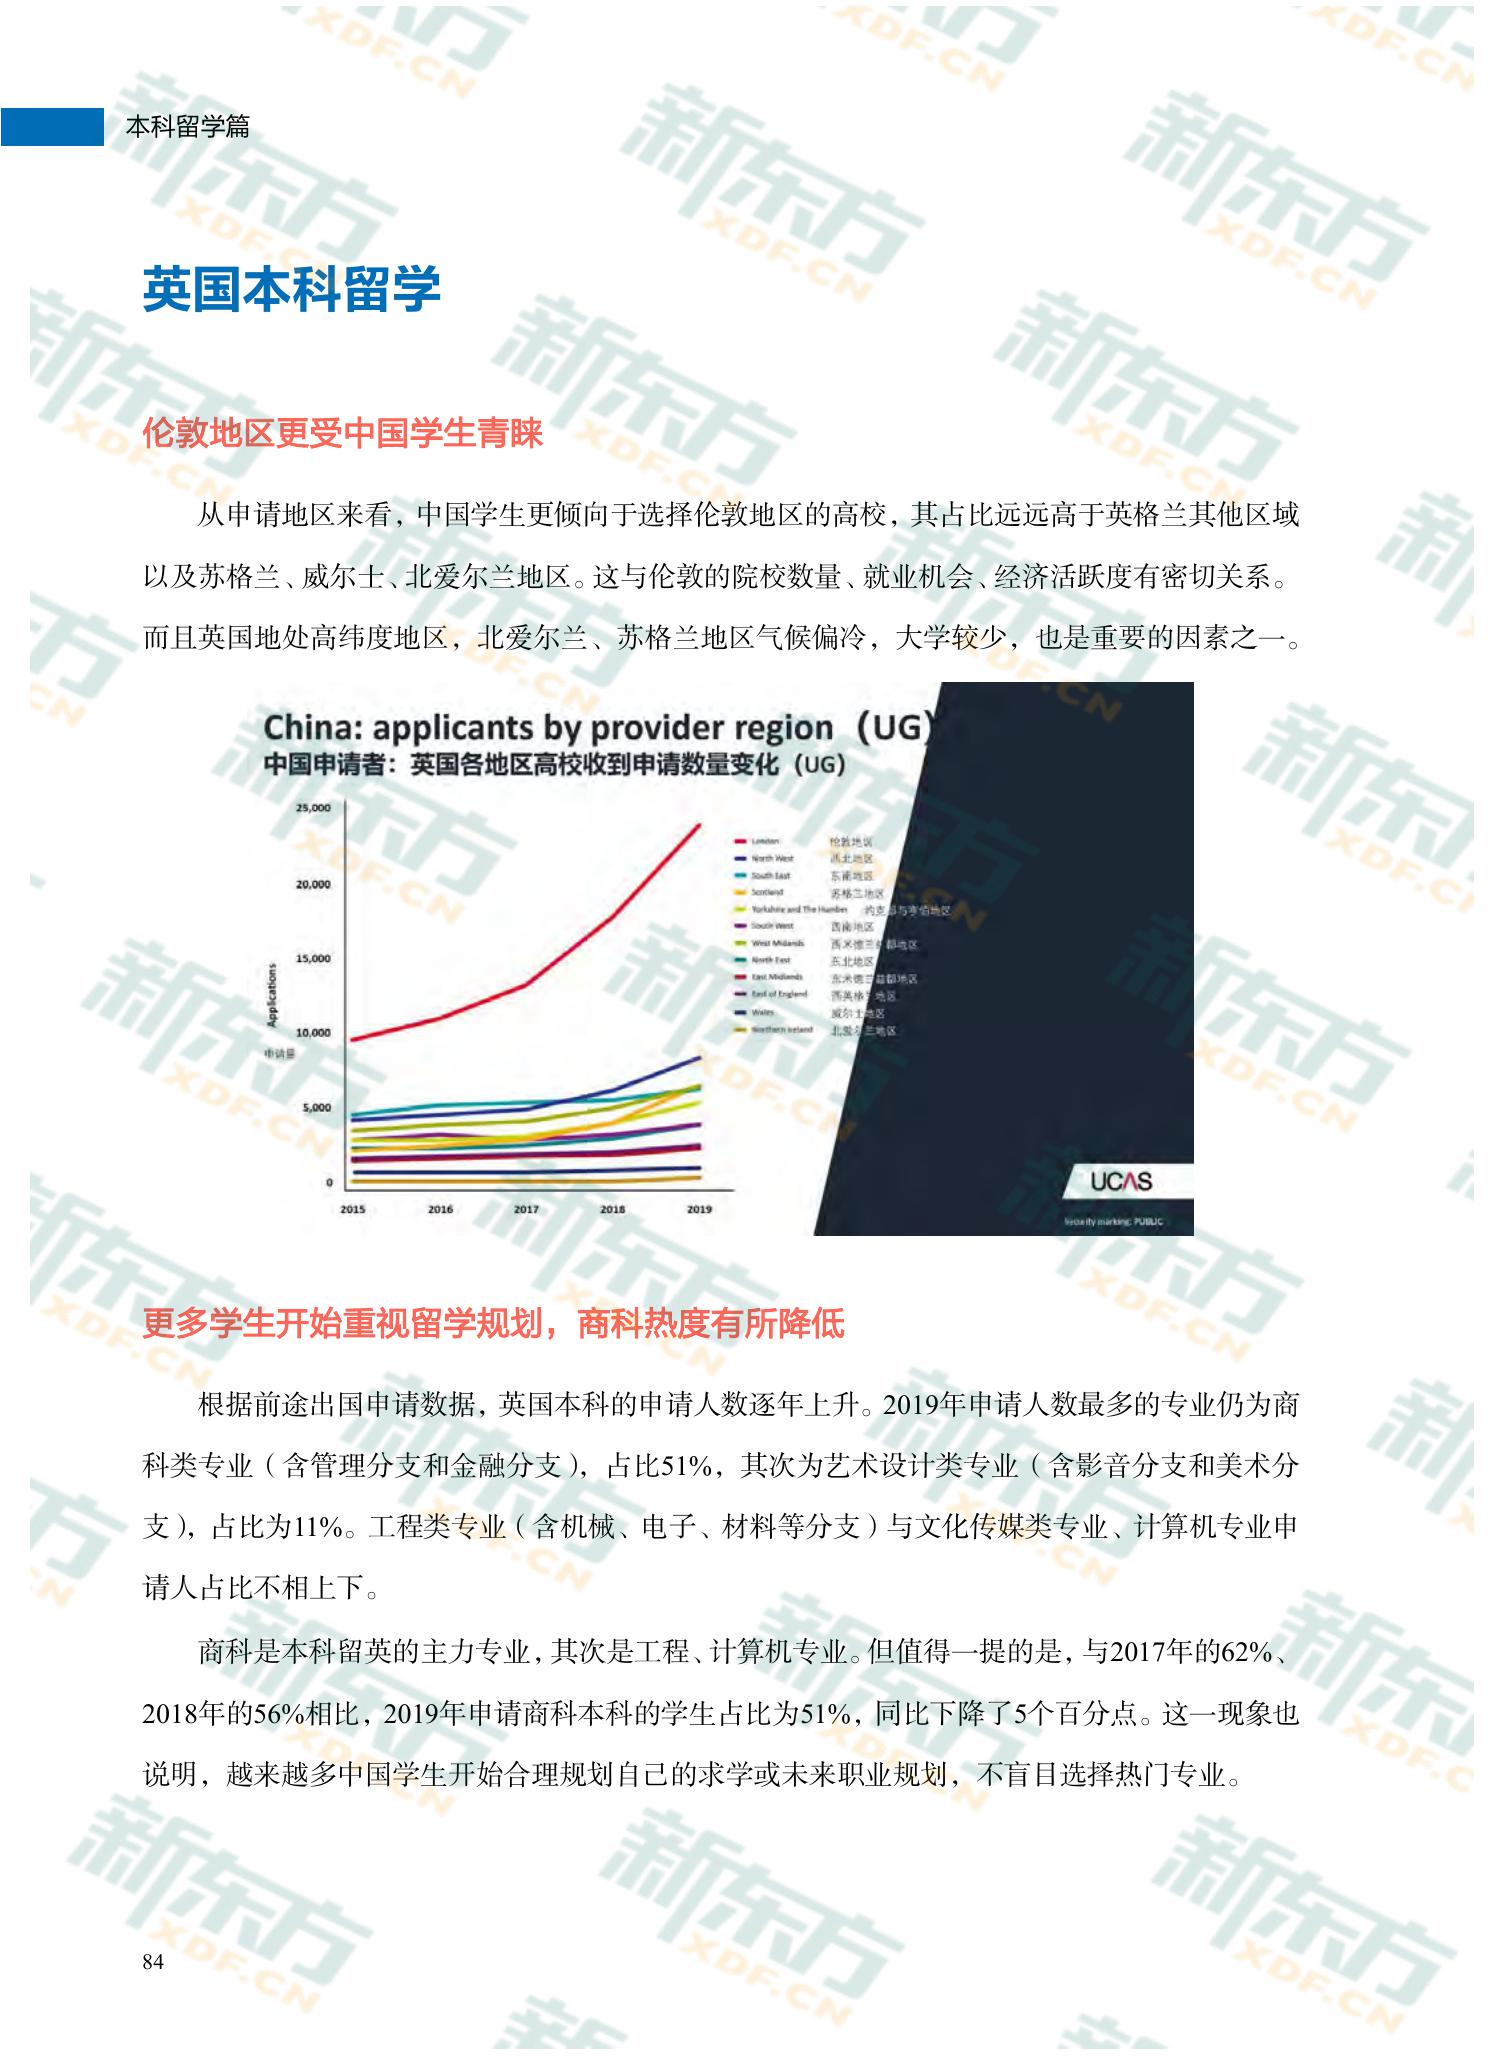 本科留学篇
英国本科留学
伦敦地区更受中国学生青睐
从申请地区来看，中国学生更倾向于选择伦敦地区的高校，其占比远远高于英格兰其他区域
以及苏格兰、威尔士、北爱尔兰地区。这与伦敦的院校数量、就业机会、经济活跃度有密切关系。
而且英国地处高纬度地区，北爱尔兰、苏格兰地区气候偏冷，大学较少，也是重要的因素之一。
China: applicants by provider region（UG）
中国申请者：英国各地区高校收到申请数量变化（UG）
25,000
20,000
15,000
10,000
5,000
0
Applications
申请量
2015 2016 2017 2018 2019
London 伦敦地区
North West 西北地区
South East 东南地区
Scotland 苏格兰地区
Yorkshire and The Humber 约克郡与亨伯地区
South West 西南地区
West Midlands 西米德兰兹郡地区
North East 东北地区
East Midlands 东米德兰兹郡地区
East of England 西英格兰地区
Wales 威尔士地区
Northern Ireland 北爱尔兰地区
UCAS
Security marking: PUBLIC
更多学生开始重视留学规划，商科热度有所降低
根据前途出国申请数据，英国本科的申请人数逐年上升。2019年申请人数最多的专业仍为商
科类专业（含管理分支和金融分支），占比51%，其次为艺术设计类专业（含影音分支和美术分
支），占比为11%。工程类专业（含机械、电子、材料等分支）与文化传媒类专业、计算机专业申
请人占比不相上下。
商科是本科留英的主力专业，其次是工程、计算机专业。但值得一提的是，与2017年的62%、
2018年的56%相比，2019年申请商科本科的学生占比为51%，同比下降了5个百分点。这一现象也
说明，越来越多中国学生开始合理规划自己的求学或未来职业规划，不盲目选择热门专业。
84
新东方
XDF.CN